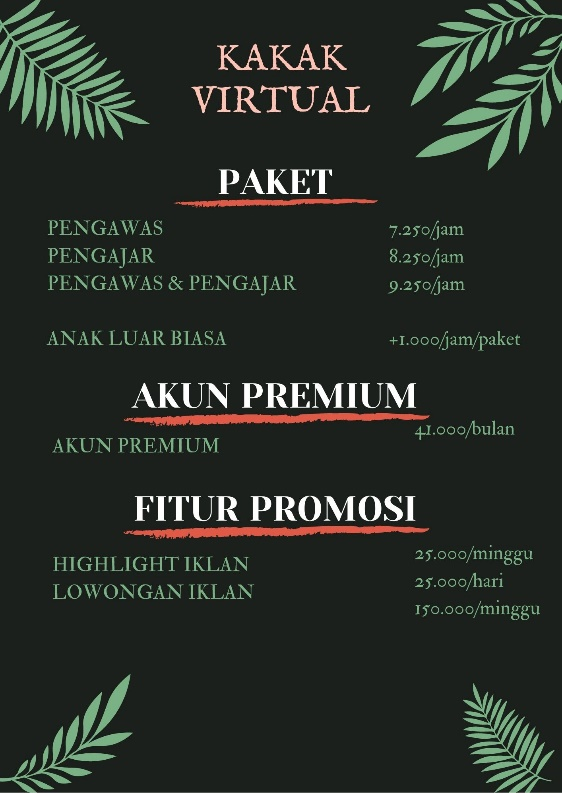 KAKAK
VIRTUAL
PAKET
PENGAWAS 7.250/jam
PENGAJAR 8.250/jam
PENGAWAS & PENGAJAR 9.250/jam
ANAK LUAR BIASA +1.000/jam/paket
AKUN PREMIUM
41.000/bulan
AKUN PREMIUM
FITUR PROMOSI
25.000/minggu
HIGHLIGHT IKLAN
25.000/hari
LOWONGAN IKLAN
150.000/minggu